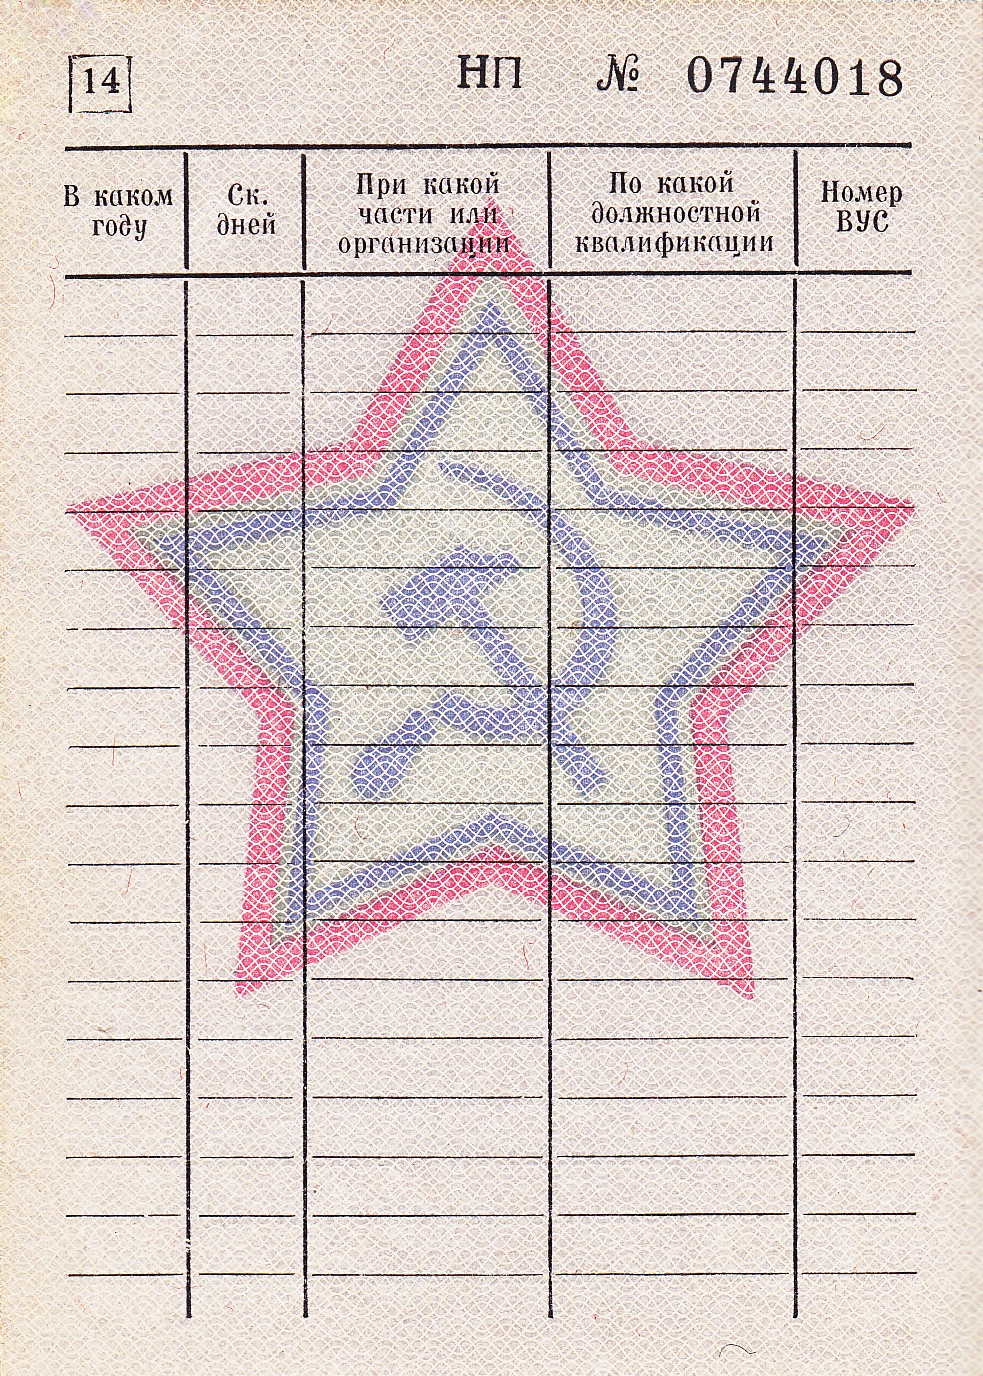 14 НП № 0744018
В каком
году
Ск.
дней
При какой
части или
организации
По какой
должностной
квалификации
Номер
ВУС